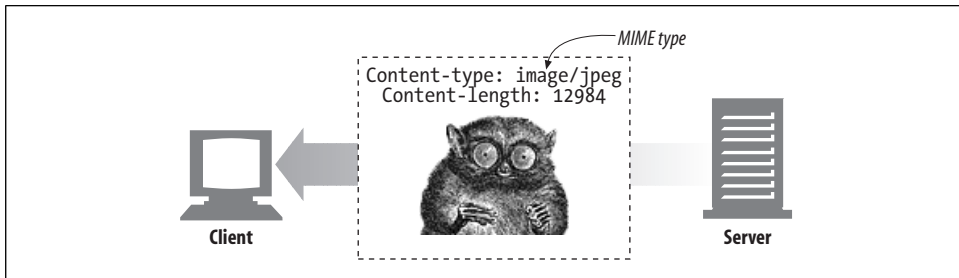 MIME type
Content-type: image/jpeg
Content-length: 12984
Client
Server